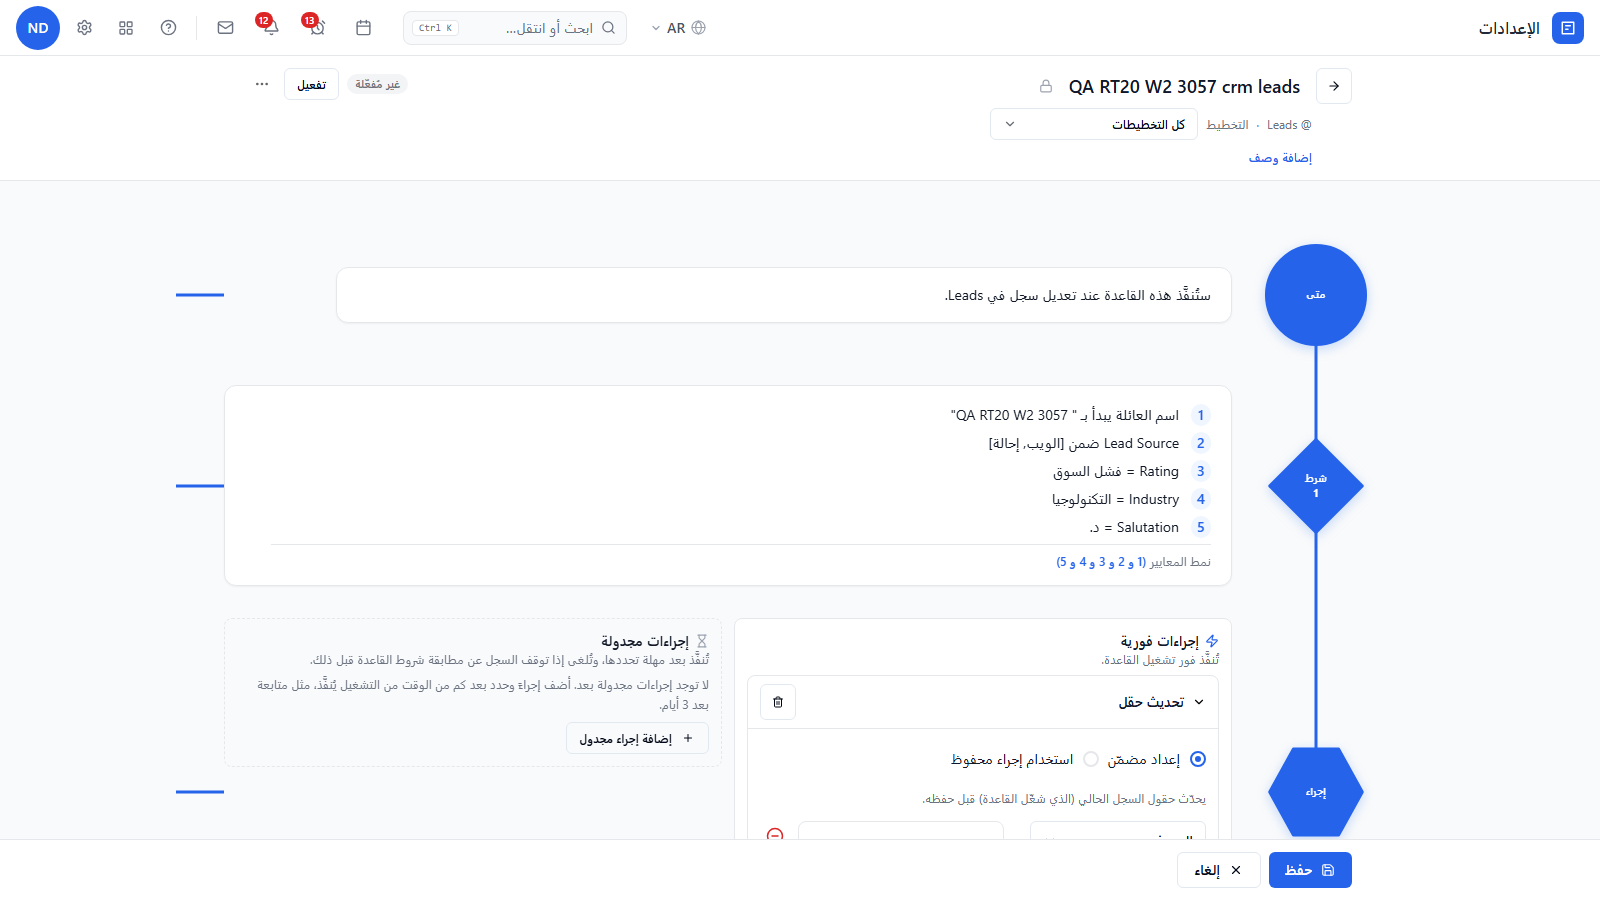 الإعدادات
AR
ابحث أو انتقل...
Ctrl K
13
12
ND
QA RT20 W2 3057 crm leads
غير مُفعّلة
تفعيل
@ Leads · التخطيط
كل التخطيطات
إضافة وصف
متى
ستُنفَّذ هذه القاعدة عند تعديل سجل في Leads.
شرط
1
1 اسم العائلة يبدأ بـ "QA RT20 W2 3057 "
2 Lead Source ضمن [الويب, إحالة]
3 Rating = فشل السوق
4 Industry = التكنولوجيا
5 Salutation = د.
نمط المعايير (1 و 2 و 3 و 4 و 5)
إجراء
إجراءات فورية
تُنفَّذ فور تشغيل القاعدة.
تحديث حقل
إعداد مضمّن
استخدام إجراء محفوظ
يحدّث حقول السجل الحالي (الذي شغّل القاعدة) قبل حفظه.
إجراءات مجدولة
تُنفَّذ بعد مهلة تحددها، وتُلغى إذا توقف السجل عن مطابقة شروط القاعدة قبل ذلك.
لا توجد إجراءات مجدولة بعد. أضف إجراءً وحدد بعد كم من الوقت من التشغيل يُنفَّذ، مثل متابعة
بعد 3 أيام.
إضافة إجراء مجدول
حفظ
إلغاء